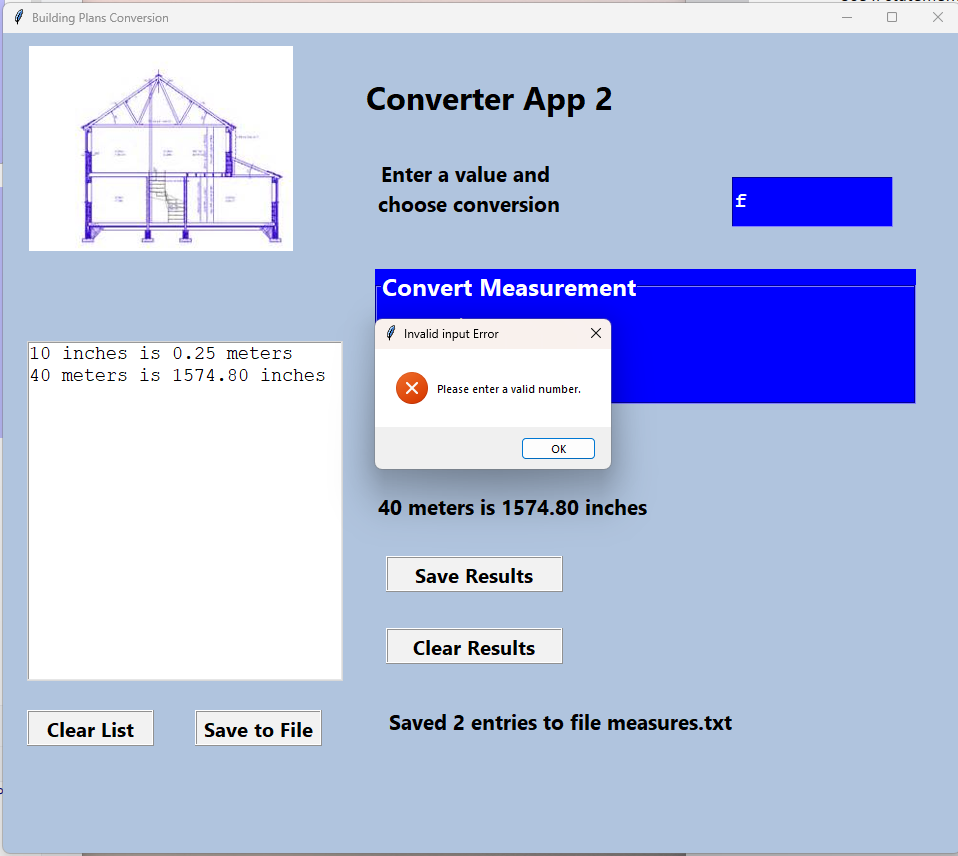 Building Plans Conversion
Converter App 2
Enter a value and
choose conversion
f
Convert Measurement
Invalid input Error
Please enter a valid number.
OK
10 inches is 0.25 meters
40 meters is 1574.80 inches
40 meters is 1574.80 inches
Save Results
Clear Results
Clear List
Save to File
Saved 2 entries to file measures.txt